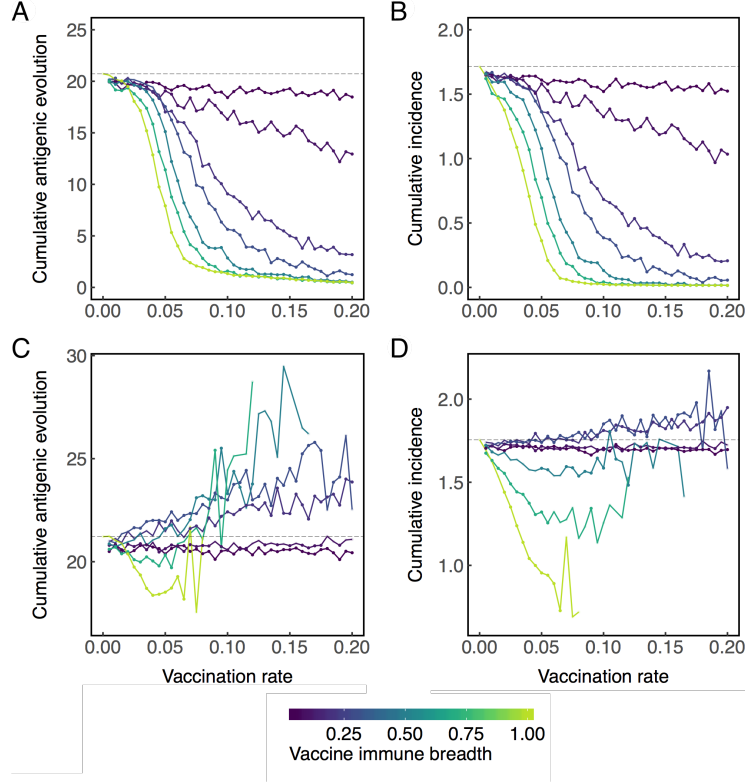 A
B
25
20
15
10
5
0
Cumulative antigenic evolution
0.00 0.05 0.10 0.15 0.20
2.0
1.5
1.0
0.5
0.0
Cumulative incidence
0.00 0.05 0.10 0.15 0.20
C
D
30
25
20
Cumulative antigenic evolution
0.00 0.05 0.10 0.15 0.20
Vaccination rate
2.0
1.5
1.0
Cumulative incidence
0.00 0.05 0.10 0.15 0.20
Vaccination rate
0.25 0.50 0.75 1.00
Vaccine immune breadth